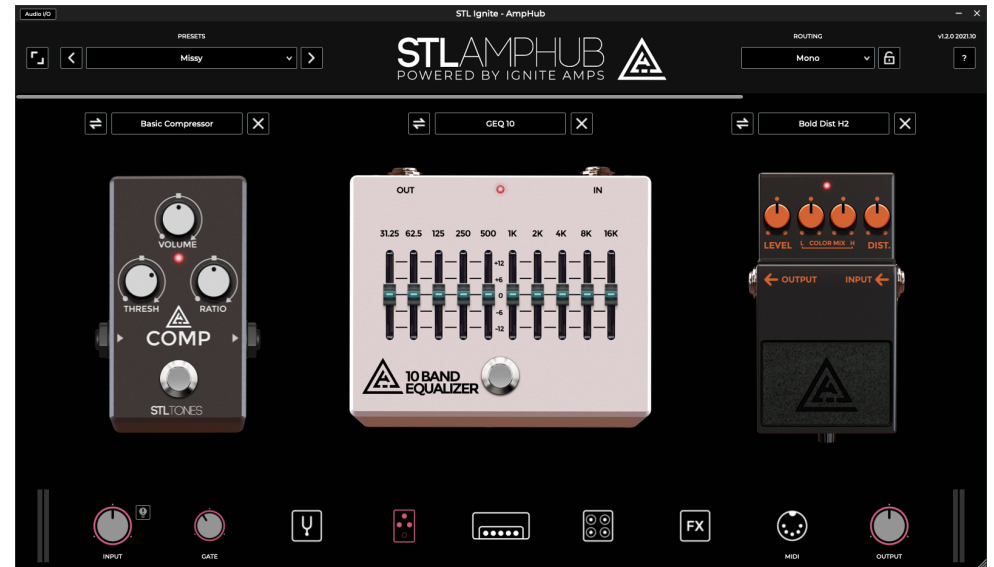 Audio I/O
STL Ignite - AmpHub
PRESETS
Missy
STLAMPHUB
POWERED BY IGNITE AMPS
ROUTING
Mono
v1.2.0 2021.10
?
Basic Compressor
GEQ 10
Bold Dist H2
VOLUME
THRESH
RATIO
COMP
STLTONES
OUT
IN
31.25 62.5 125 250 500 1K 2K 4K 8K 16K
+12
+6
0
-6
-12
10 BAND
EQUALIZER
LEVEL
L COLOR MIX H
DIST.
OUTPUT
INPUT
INPUT
GATE
FX
MIDI
OUTPUT